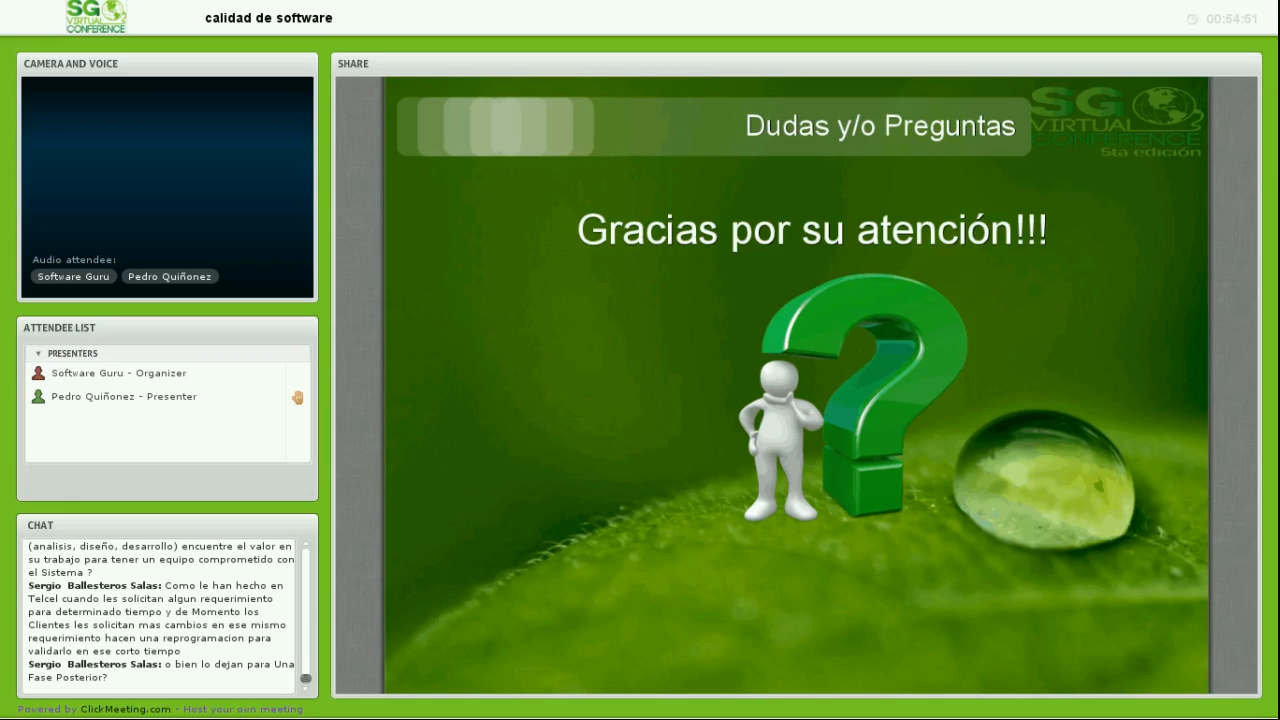 SG
VIRTUAL
CONFERENCE
calidad de software
00:54:51
CAMERA AND VOICE
Audio attendee:
Software Guru
Pedro Quiñonez
ATTENDEE LIST
PRESENTERS
Software Guru - Organizer
Pedro Quiñonez - Presenter
CHAT
(analisis, diseño, desarrollo) encuentre el valor en
su trabajo para tener un equipo comprometido con
el Sistema ?
Sergio Ballesteros Salas: Como le han hecho en
Telcel cuando les solicitan algun requerimiento
para determinado tiempo y de Momento los
Clientes les solicitan mas cambios en ese mismo
requerimiento hacen una reprogramacion para
validarlo en ese corto tiempo
Sergio Ballesteros Salas: o bien lo dejan para Una
Fase Posterior?
Powered by ClickMeeting.com - Host your own meeting
SHARE
Dudas y/o Preguntas
SG
VIRTUAL
CONFERENCE
5ta edición
Gracias por su atención!!!